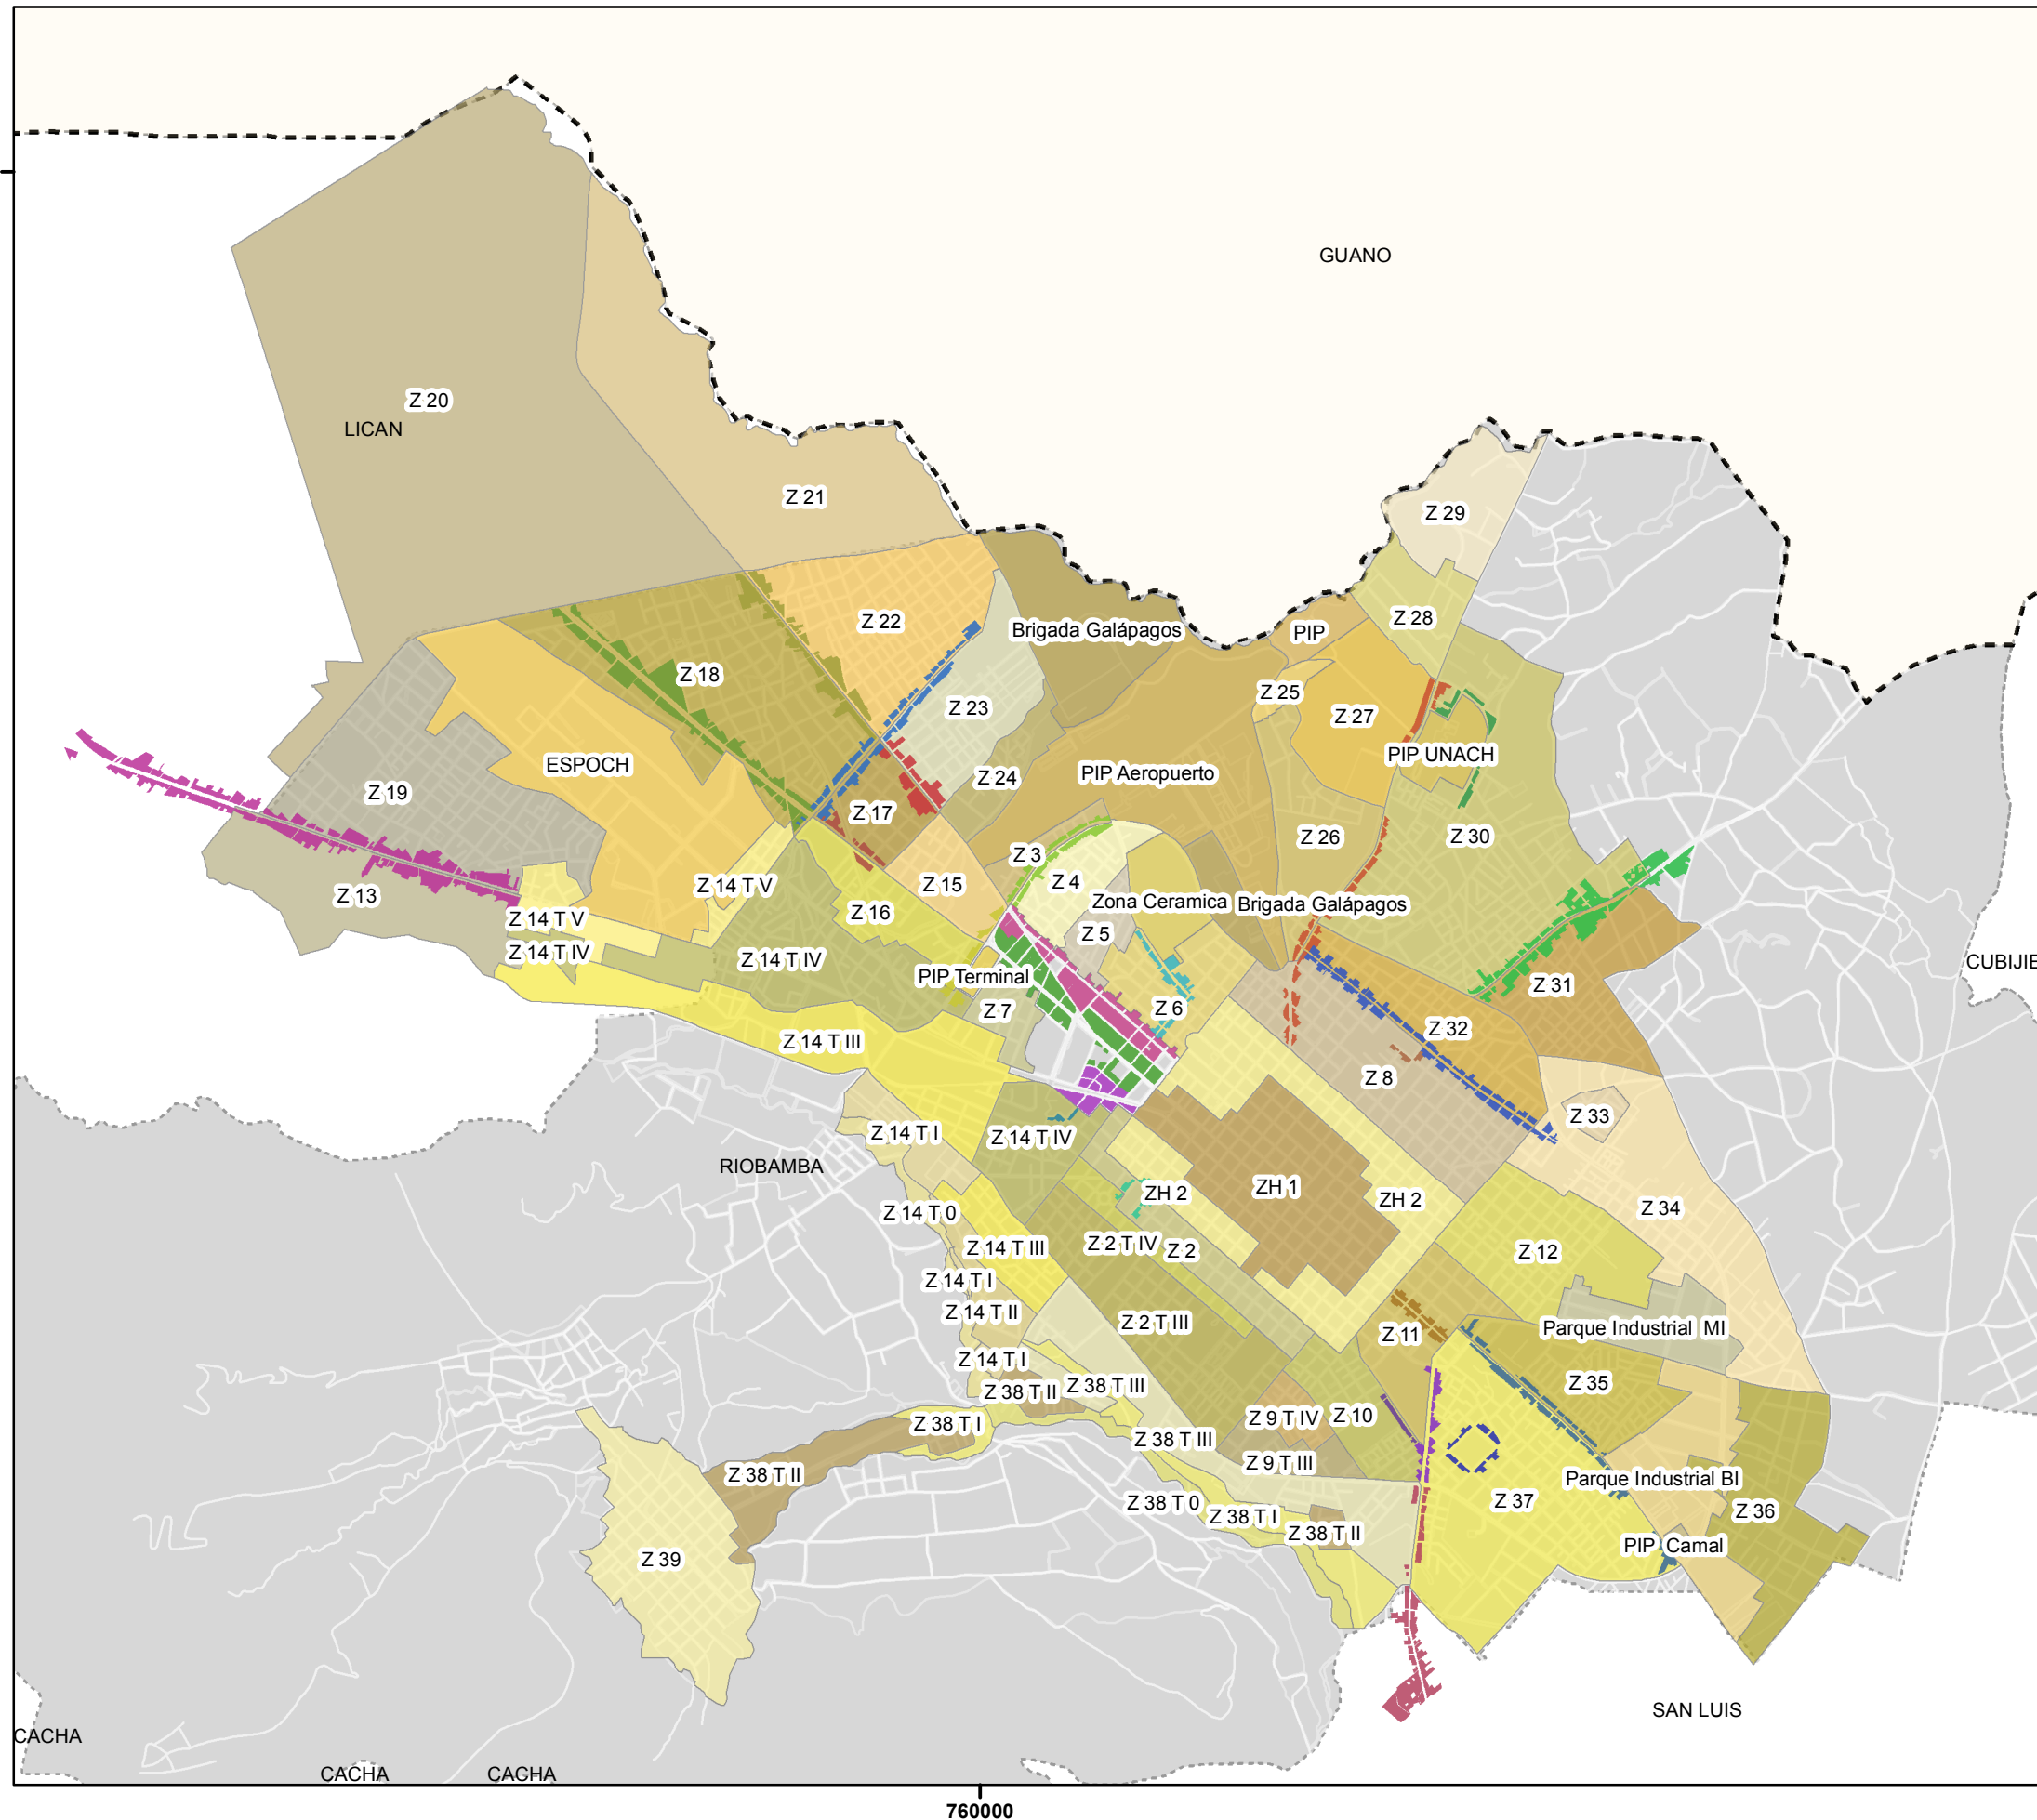 GUANO
Z 20
LICAN
Z 21
Z 29
Z 28
Z 22
Brigada Galápagos
PIP
Z 18
Z 25
Z 23
Z 27
PIP UNACH
ESPOCH
PIP Aeropuerto
Z 24
Z 19
Z 17
Z 26
Z 30
Z 3
Z 4
Z 15
Z 14 T V
Z 13
Zona Ceramica
Brigada Galápagos
Z 16
Z 14 T V
Z 5
Z 14 T IV
Z 14 T IV
CUBIJIE
PIP Terminal
Z 31
Z 7
Z 6
Z 32
Z 14 T III
Z 8
Z 33
Z 14 T I
Z 14 T IV
RIOBAMBA
ZH 1
ZH 2
ZH 2
Z 34
Z 14 T 0
Z 14 T III
Z 2 T IV
Z 2
Z 12
Z 14 T I
Z 14 T II
Z 2 T III
Parque Industrial MI
Z 11
Z 14 T I
Z 38 T II
Z 38 T III
Z 35
Z 38 T I
Z 9 T IV
Z 10
Z 38 T III
Z 9 T III
Z 38 T II
Parque Industrial BI
Z 38 T 0
Z 37
Z 38 T I
Z 36
Z 38 T II
PIP Camal
Z 39
SAN LUIS
CACHA
CACHA
CACHA
760000